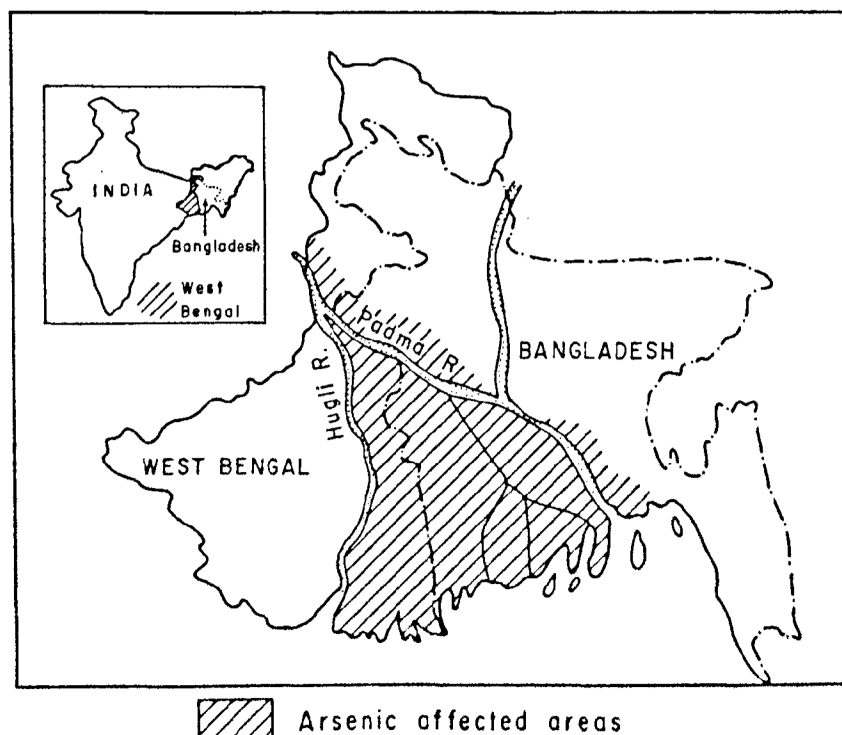 INDIA
Bangladesh
West
Bengal
Padma R
Hugli R.
BANGLADESH
WEST BENGAL
Arsenic affected areas